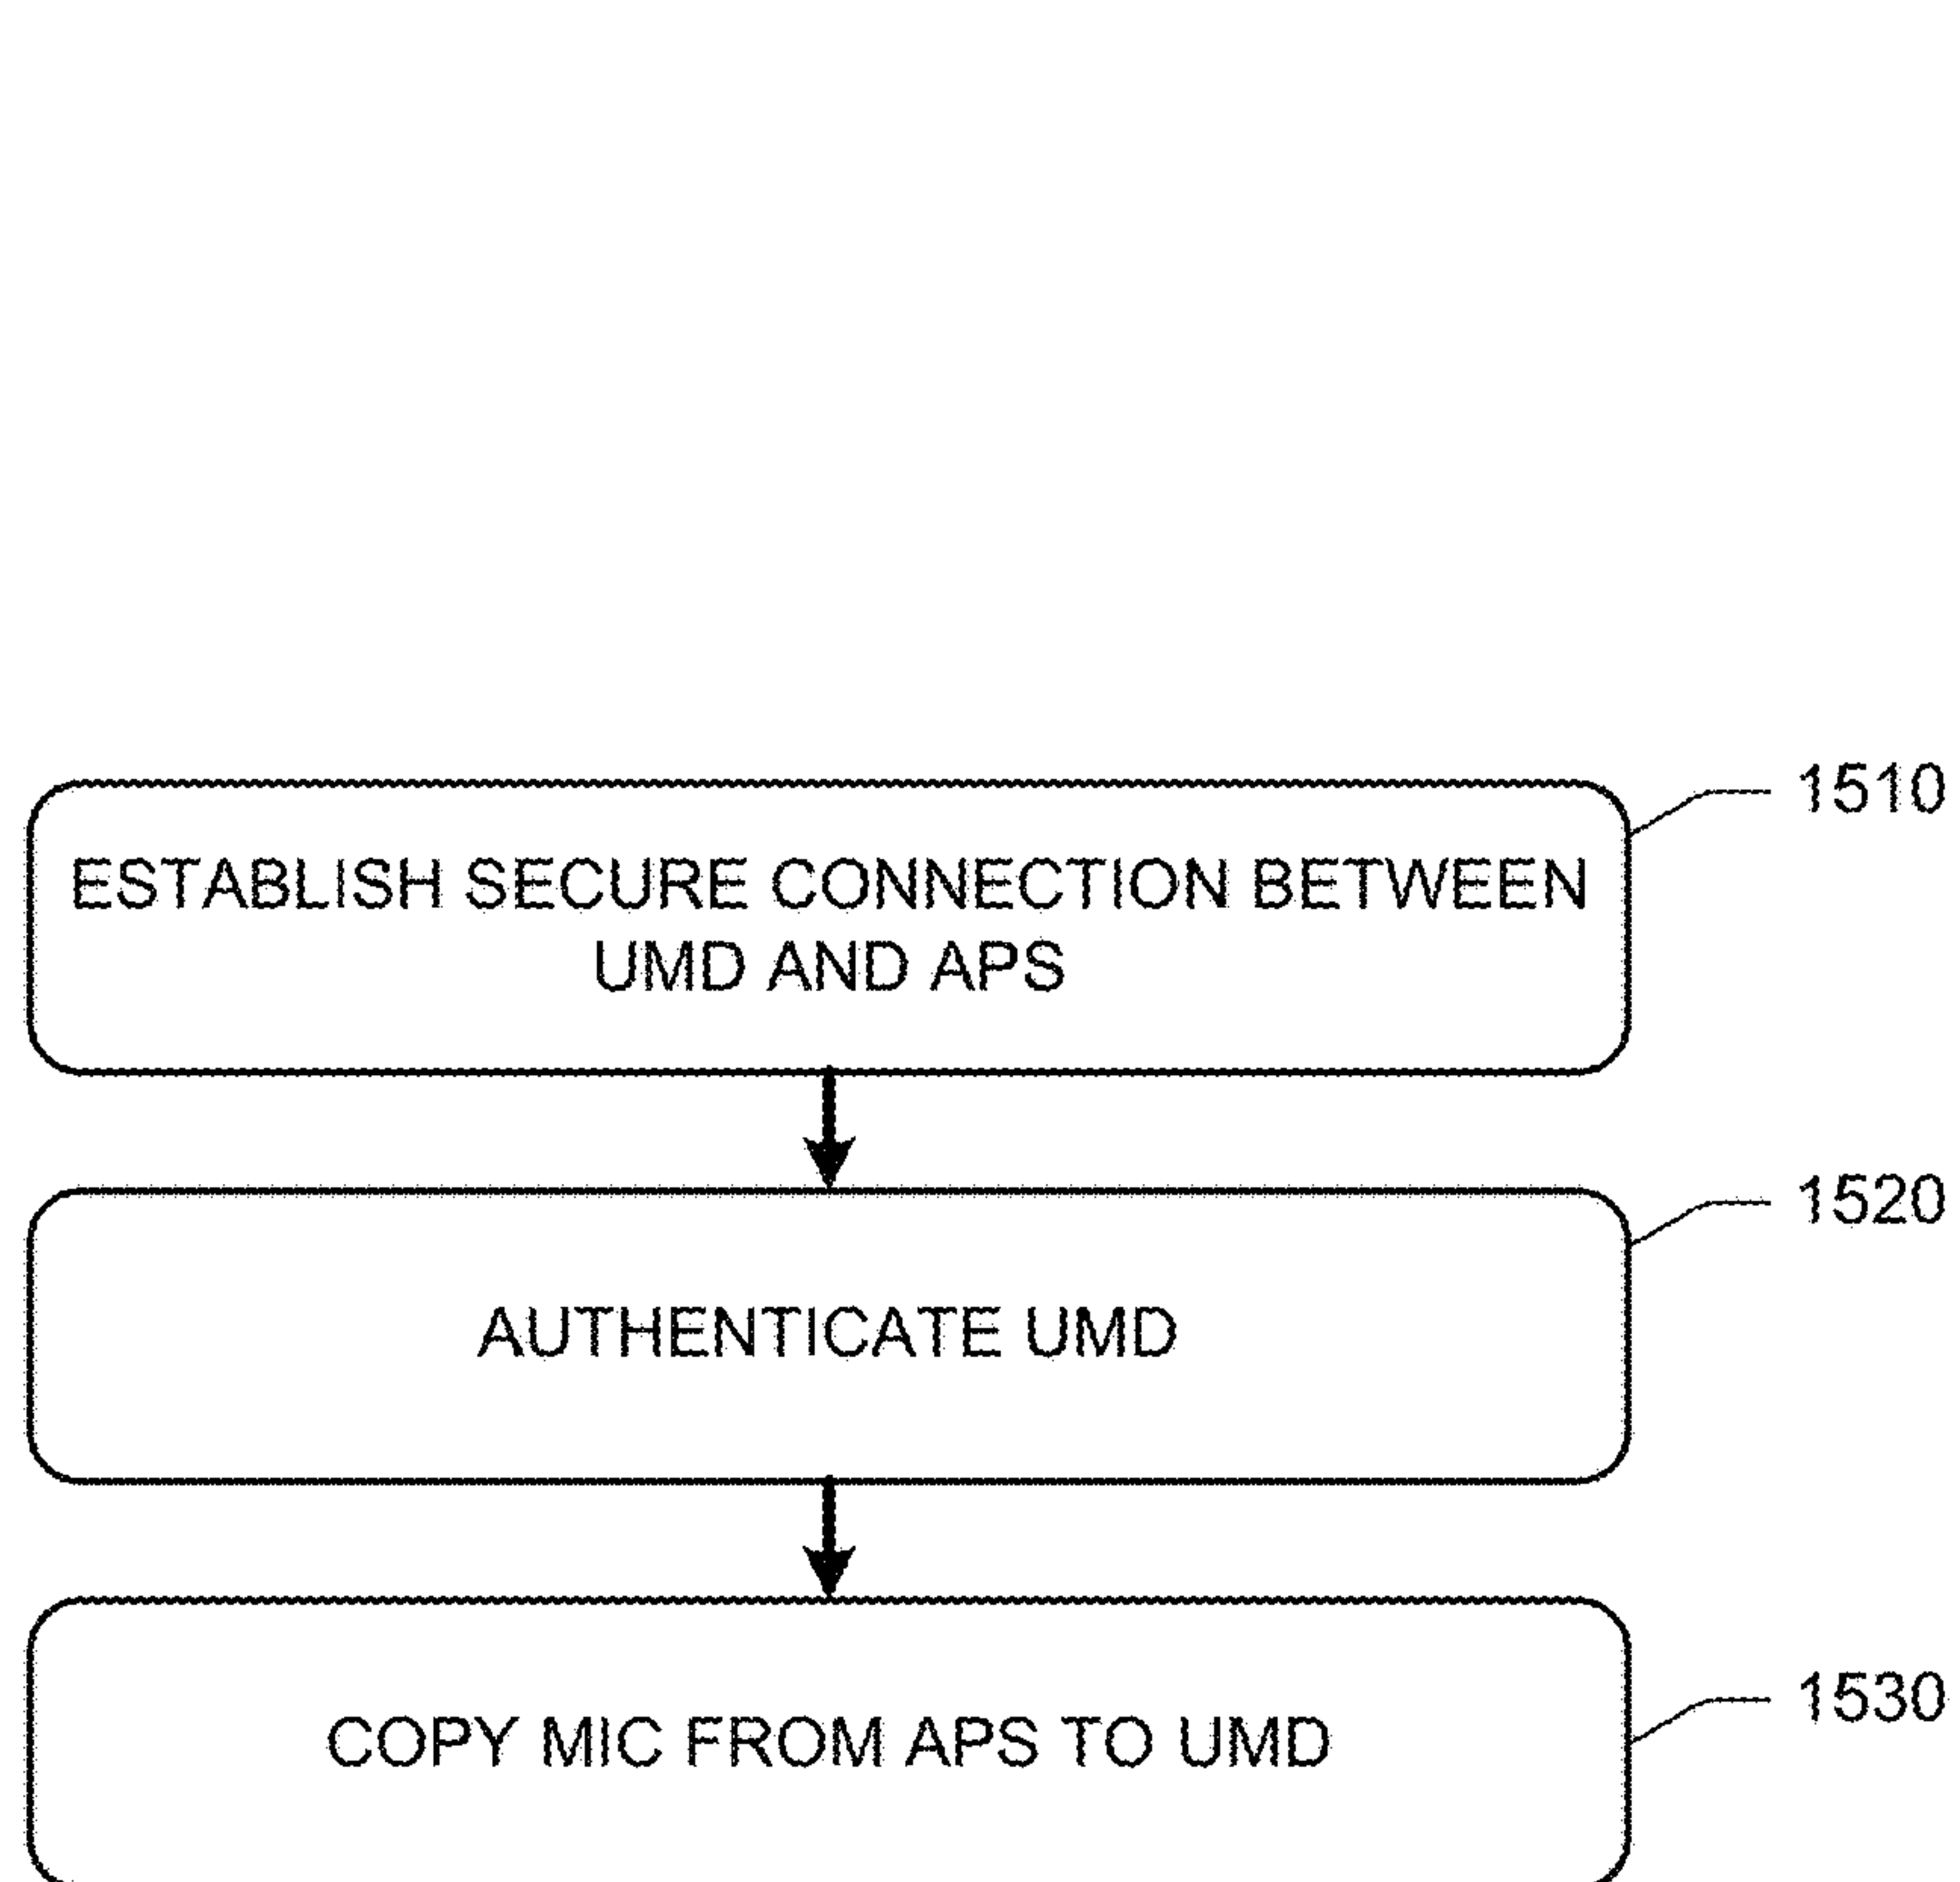 1510
ESTABLISH SECURE CONNECTION BETWEEN
UMD AND APS
1520
AUTHENTICATE UMD
1530
COPY MIC FROM APS TO UMD